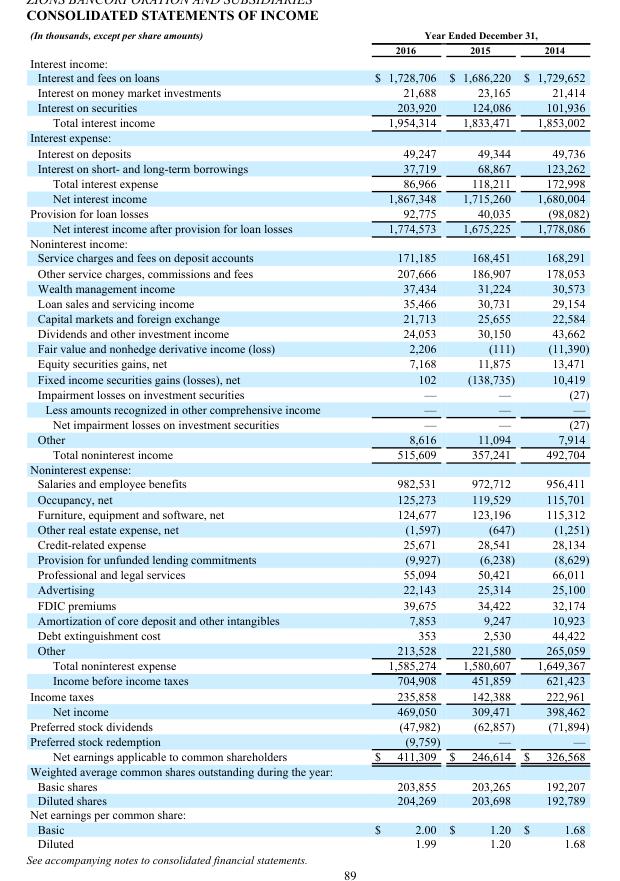 ZIONS BANCORPORATION AND SUBSIDIARIES
CONSOLIDATED STATEMENTS OF INCOME
(In thousands, except per share amounts) Year Ended December 31,
2016 2015 2014
Interest income:
Interest and fees on loans $ 1,728,706 $ 1,686,220 $ 1,729,652
Interest on money market investments 21,688 23,165 21,414
Interest on securities 203,920 124,086 101,936
Total interest income 1,954,314 1,833,471 1,853,002
Interest expense:
Interest on deposits 49,247 49,344 49,736
Interest on short- and long-term borrowings 37,719 68,867 123,262
Total interest expense 86,966 118,211 172,998
Net interest income 1,867,348 1,715,260 1,680,004
Provision for loan losses 92,775 40,035 (98,082)
Net interest income after provision for loan losses 1,774,573 1,675,225 1,778,086
Noninterest income:
Service charges and fees on deposit accounts 171,185 168,451 168,291
Other service charges, commissions and fees 207,666 186,907 178,053
Wealth management income 37,434 31,224 30,573
Loan sales and servicing income 35,466 30,731 29,154
Capital markets and foreign exchange 21,713 25,655 22,584
Dividends and other investment income 24,053 30,150 43,662
Fair value and nonhedge derivative income (loss) 2,206 (111) (11,390)
Equity securities gains, net 7,168 11,875 13,471
Fixed income securities gains (losses), net 102 (138,735) 10,419
Impairment losses on investment securities — — (27)
Less amounts recognized in other comprehensive income — — —
Net impairment losses on investment securities — — (27)
Other 8,616 11,094 7,914
Total noninterest income 515,609 357,241 492,704
Noninterest expense:
Salaries and employee benefits 982,531 972,712 956,411
Occupancy, net 125,273 119,529 115,701
Furniture, equipment and software, net 124,677 123,196 115,312
Other real estate expense, net (1,597) (647) (1,251)
Credit-related expense 25,671 28,541 28,134
Provision for unfunded lending commitments (9,927) (6,238) (8,629)
Professional and legal services 55,094 50,421 66,011
Advertising 22,143 25,314 25,100
FDIC premiums 39,675 34,422 32,174
Amortization of core deposit and other intangibles 7,853 9,247 10,923
Debt extinguishment cost 353 2,530 44,422
Other 213,528 221,580 265,059
Total noninterest expense 1,585,274 1,580,607 1,649,367
Income before income taxes 704,908 451,859 621,423
Income taxes 235,858 142,388 222,961
Net income 469,050 309,471 398,462
Preferred stock dividends (47,982) (62,857) (71,894)
Preferred stock redemption (9,759) — —
Net earnings applicable to common shareholders $ 411,309 $ 246,614 $ 326,568
Weighted average common shares outstanding during the year:
Basic shares 203,855 203,265 192,207
Diluted shares 204,269 203,698 192,789
Net earnings per common share:
Basic $ 2.00 $ 1.20 $ 1.68
Diluted 1.99 1.20 1.68
See accompanying notes to consolidated financial statements.
89